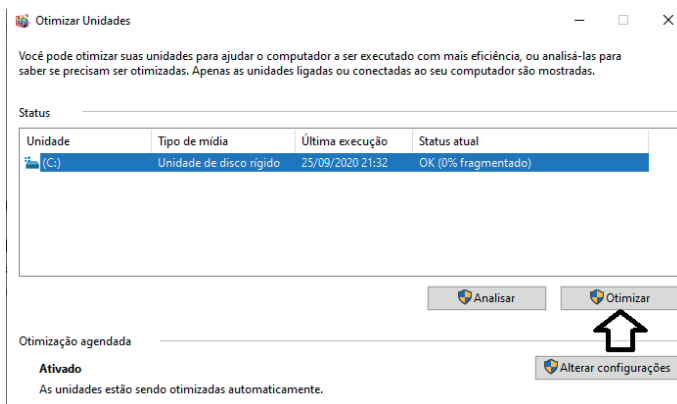 Otimizar Unidades
Você pode otimizar suas unidades para ajudar o computador a ser executado com mais eficiência, ou analisá-las para
saber se precisam ser otimizadas. Apenas as unidades ligadas ou conectadas ao seu computador são mostradas.
Status
Unidade Tipo de mídia Última execução Status atual
(C:) Unidade de disco rígido 25/09/2020 21:32 OK (0% fragmentado)
Analisar Otimizar
Otimização agendada
Ativado Alterar configurações
As unidades estão sendo otimizadas automaticamente.